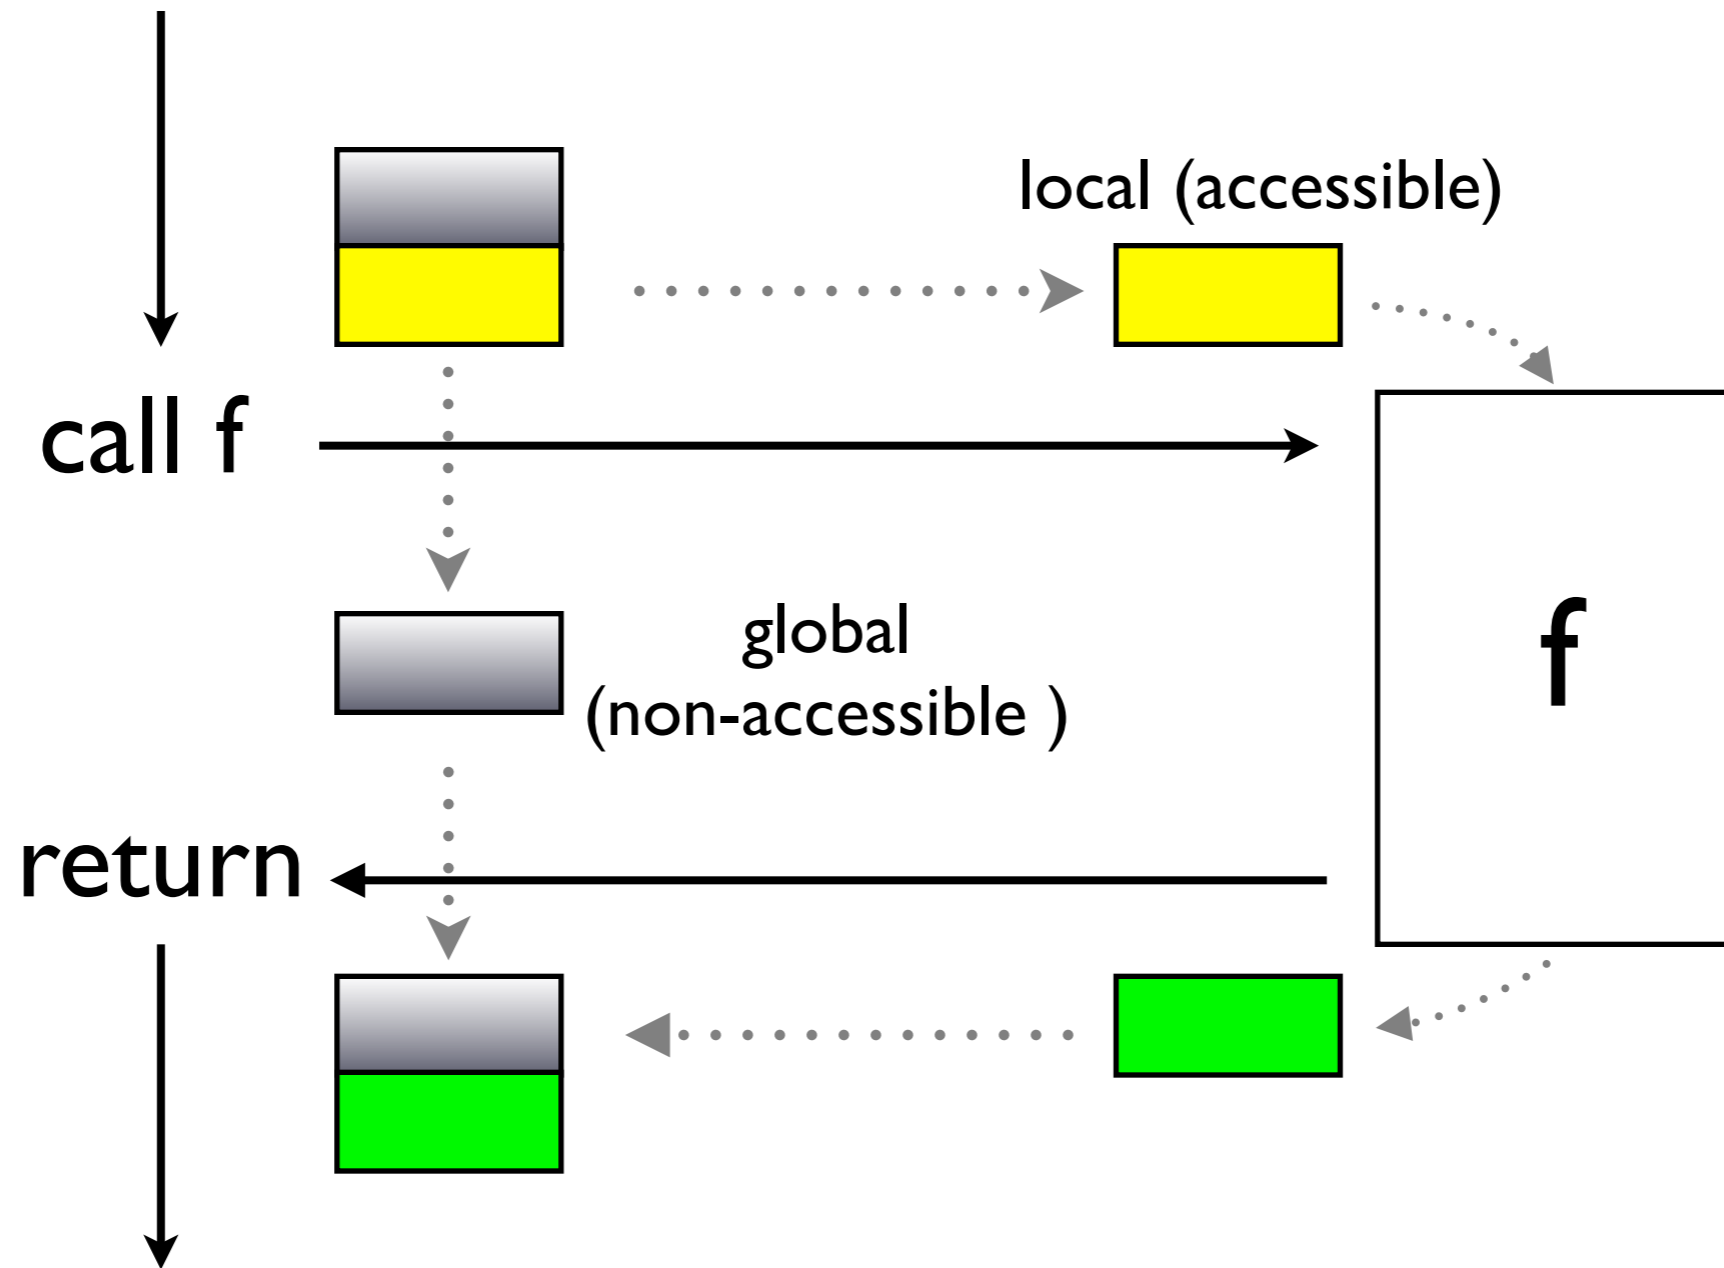 local (accessible)
call f
global
(non-accessible )
f
return